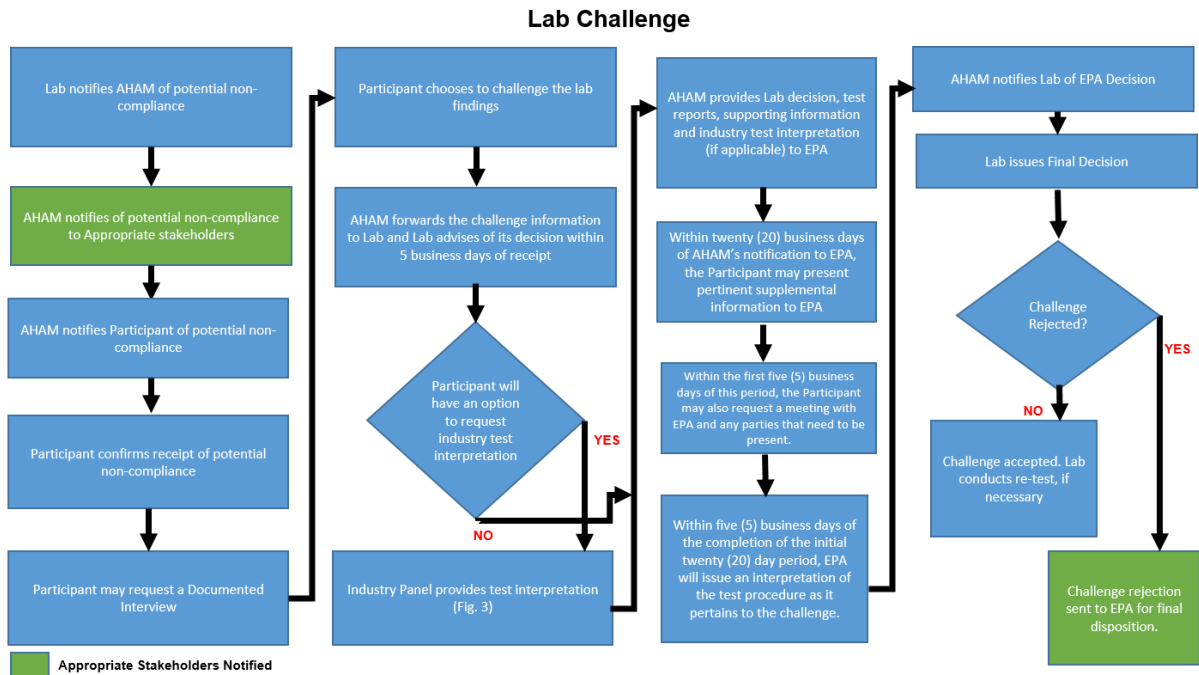 Lab Challenge
Lab notifies AHAM of potential non-
compliance
AHAM notifies of potential non-compliance
to Appropriate stakeholders
AHAM notifies Participant of potential non-
compliance
Participant confirms receipt of potential
non-compliance
Participant may request a Documented
Interview
Appropriate Stakeholders Notified
Participant chooses to challenge the lab
findings
AHAM forwards the challenge information
to Lab and Lab advises of its decision within
5 business days of receipt
Participant will
have an option
to request
industry test
interpretation
YES
NO
Industry Panel provides test interpretation
(Fig. 3)
AHAM provides Lab decision, test
reports, supporting information
and industry test interpretation
(if applicable) to EPA
Within twenty (20) business days
of AHAM’s notification to EPA,
the Participant may present
pertinent supplemental
information to EPA
Within the first five (5) business
days of this period, the Participant
may also request a meeting with
EPA and any parties that need to be
present.
Within five (5) business days of
the completion of the initial
twenty (20) day period, EPA
will issue an interpretation of
the test procedure as it
pertains to the challenge.
AHAM notifies Lab of EPA Decision
Lab issues Final Decision
Challenge
Rejected?
YES
NO
Challenge accepted. Lab
conducts re-test, if
necessary
Challenge rejection
sent to EPA for final
disposition.